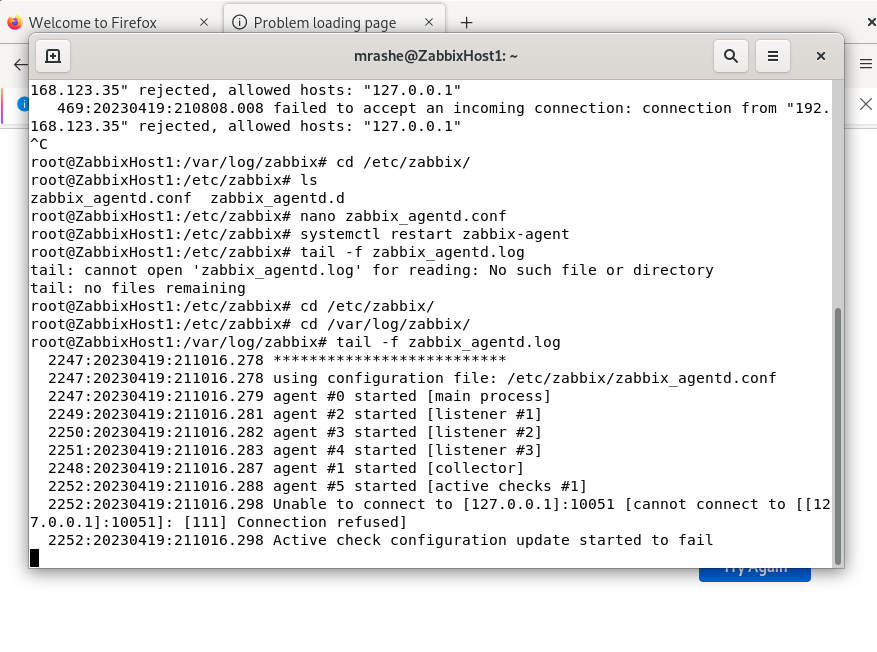 Welcome to Firefox
Problem loading page
mrashe@ZabbixHost1: ~
168.123.35" rejected, allowed hosts: "127.0.0.1"
   469:20230419:210808.008 failed to accept an incoming connection: connection from "192.
168.123.35" rejected, allowed hosts: "127.0.0.1"
^C
root@ZabbixHost1:/var/log/zabbix# cd /etc/zabbix/
root@ZabbixHost1:/etc/zabbix# ls
zabbix_agentd.conf  zabbix_agentd.d
root@ZabbixHost1:/etc/zabbix# nano zabbix_agentd.conf
root@ZabbixHost1:/etc/zabbix# systemctl restart zabbix-agent
root@ZabbixHost1:/etc/zabbix# tail -f zabbix_agentd.log
tail: cannot open 'zabbix_agentd.log' for reading: No such file or directory
tail: no files remaining
root@ZabbixHost1:/etc/zabbix# cd /etc/zabbix/
root@ZabbixHost1:/etc/zabbix# cd /var/log/zabbix/
root@ZabbixHost1:/var/log/zabbix# tail -f zabbix_agentd.log
  2247:20230419:211016.278 **************************
  2247:20230419:211016.278 using configuration file: /etc/zabbix/zabbix_agentd.conf
  2247:20230419:211016.279 agent #0 started [main process]
  2249:20230419:211016.281 agent #2 started [listener #1]
  2250:20230419:211016.282 agent #3 started [listener #2]
  2251:20230419:211016.283 agent #4 started [listener #3]
  2248:20230419:211016.287 agent #1 started [collector]
  2252:20230419:211016.288 agent #5 started [active checks #1]
  2252:20230419:211016.298 Unable to connect to [127.0.0.1]:10051 [cannot connect to [[12
7.0.0.1]:10051]: [111] Connection refused]
  2252:20230419:211016.298 Active check configuration update started to fail
Try Again